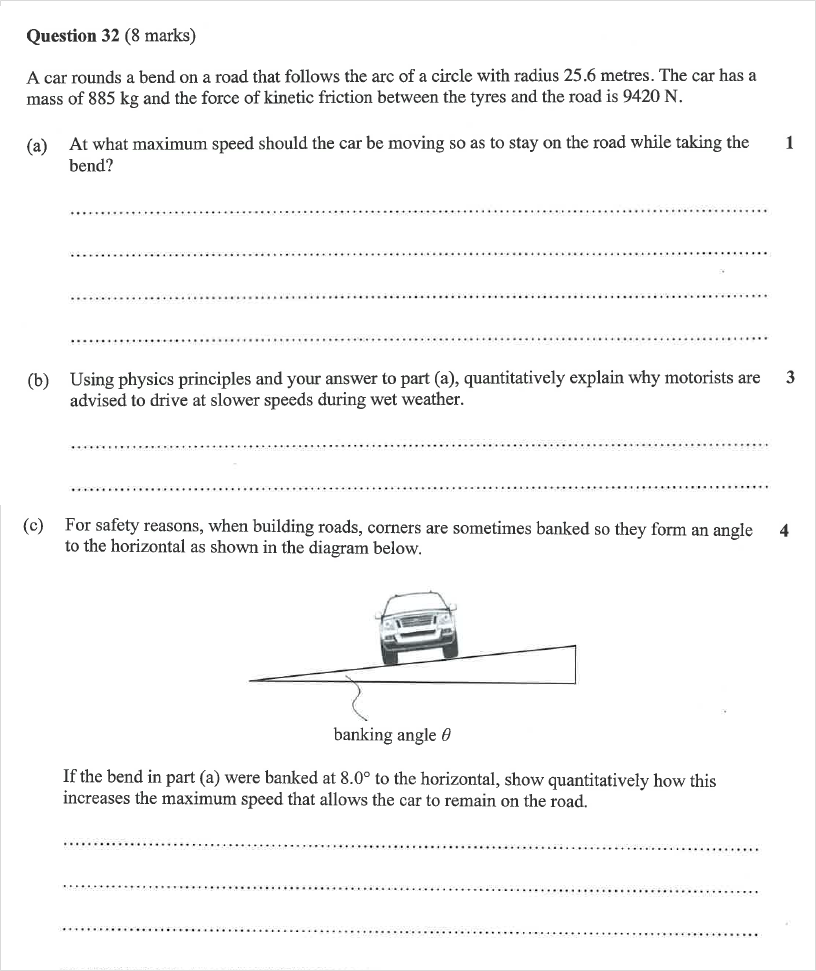 Question 32 (8 marks)
A car rounds a bend on a road that follows the arc of a circle with radius 25.6 metres. The car has a
mass of 885 kg and the force of kinetic friction between the tyres and the road is 9420 N.
(a) At what maximum speed should the car be moving so as to stay on the road while taking the 1
bend?
(b) Using physics principles and your answer to part (a), quantitatively explain why motorists are 3
advised to drive at slower speeds during wet weather.
(c) For safety reasons, when building roads, corners are sometimes banked so they form an angle 4
to the horizontal as shown in the diagram below.
banking angle θ
If the bend in part (a) were banked at 8.0° to the horizontal, show quantitatively how this
increases the maximum speed that allows the car to remain on the road.